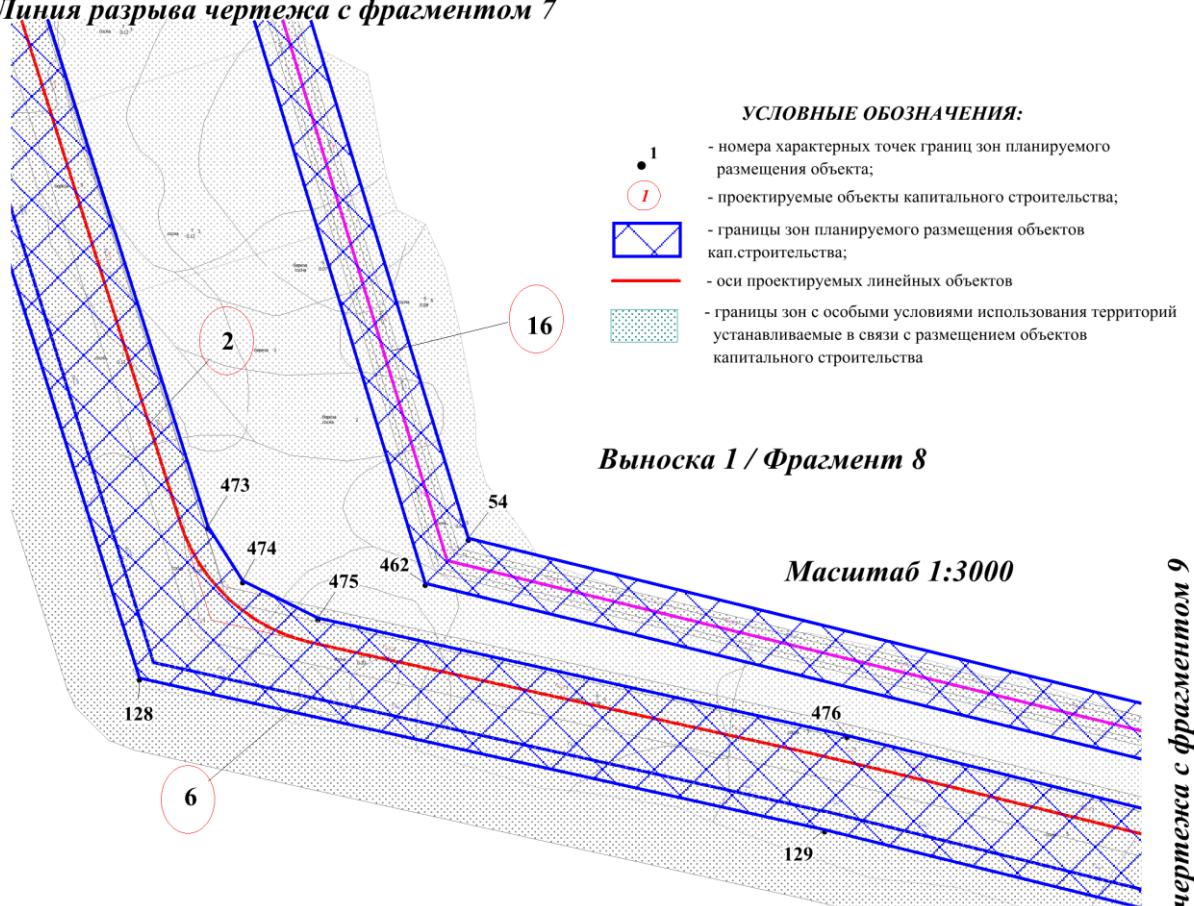 Линия разрыва чертежа с фрагментом 7
УСЛОВНЫЕ ОБОЗНАЧЕНИЯ:
1
- номера характерных точек границ зон планируемого
размещения объекта;
1
- проектируемые объекты капитального строительства;
- границы зон планируемого размещения объектов
кап.строительства;
- оси проектируемых линейных объектов
- границы зон с особыми условиями использования территорий
устанавливаемые в связи с размещением объектов
капитального строительства
16
2
Выноска 1 / Фрагмент 8
473
54
474
462
475
Масштаб 1:3000
128
476
6
129
чертежа с фрагментом 9